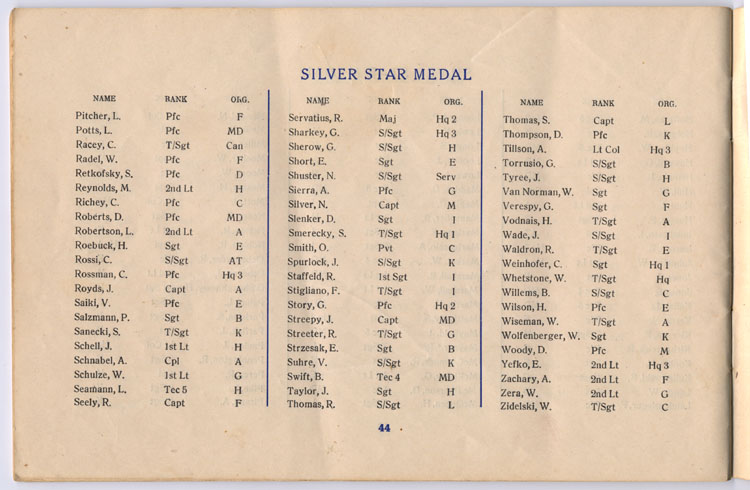 SILVER STAR MEDAL
NAME RANK ORG.
Pitcher, L. Pfc F
Potts, L. Pfc MD
Racey, C. T/Sgt Can
Radel, W. Pfc F
Retkofsky, S. Pfc D
Reynolds, M. 2nd Lt H
Richey, C. Pfc C
Roberts, D. Pfc MD
Robertson, L. 2nd Lt A
Roebuck, H. Sgt E
Rossi, C. S/Sgt AT
Rossman, C. Pfc Hq 3
Royds, J. Capt A
Saiki, V. Pfc E
Salzmann, P. Sgt B
Sanecki, S. T/Sgt K
Schell, J. 1st Lt H
Schnabel, A. Cpl A
Schulze, W. 1st Lt G
Seamann, L. Tec 5 H
Seely, R. Capt F
NAME RANK ORG.
Servatius, R. Maj Hq 2
Sharkey, G. S/Sgt Hq 3
Sherow, G. S/Sgt H
Short, E. Sgt E
Shuster, N. S/Sgt Serv
Sierra, A. Pfc G
Silver, N. Capt M
Slenker, D. Sgt I
Smerecky, S. T/Sgt Hq 1
Smith, O. Pvt C
Spurlock, J. S/Sgt K
Staffeld, R. 1st Sgt I
Stigliano, F. T/Sgt I
Story, G. Pfc Hq 2
Streepy, J. Capt MD
Streeter, R. T/Sgt G
Strzesak, E. Sgt B
Suhre, V. S/Sgt K
Swift, B. Tec 4 MD
Taylor, J. Sgt H
Thomas, R. S/Sgt L
NAME RANK ORG.
Thomas, S. Capt L
Thompson, D. Pfc K
Tillson, A. Lt Col Hq 3
Torrusio, G. S/Sgt B
Tyree, J. S/Sgt H
Van Norman, W. Sgt G
Verespy, G. Sgt F
Vodnais, H. T/Sgt A
Wade, J. S/Sgt I
Waldron, R. T/Sgt E
Weinhofer, C. Sgt Hq 1
Whetstone, W. T/Sgt Hq
Willems, B. S/Sgt C
Wilson, H. Pfc E
Wiseman, W. T/Sgt A
Wolfenberger, W. Sgt K
Woody, D. Pfc M
Yefko, E. 2nd Lt Hq 3
Zachary, A. 2nd Lt F
Zera, W. 2nd Lt G
Zidelski, W. T/Sgt C
44